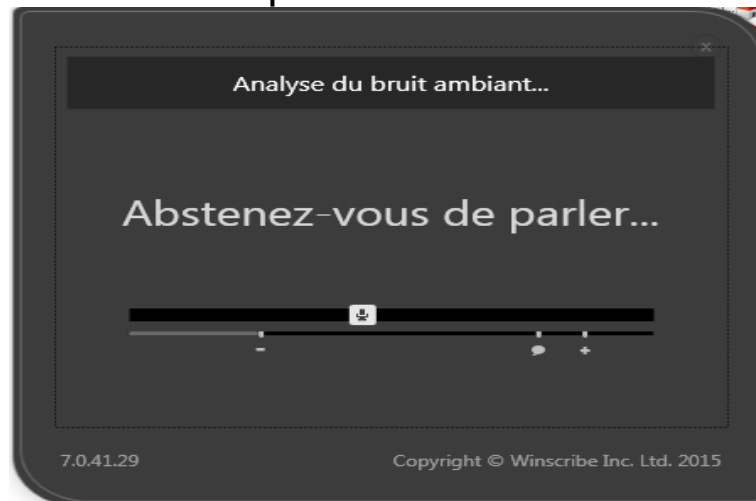 Analyse du bruit ambiant...
Abstenez-vous de parler...
7.0.41.29
Copyright © Winscribe Inc. Ltd. 2015